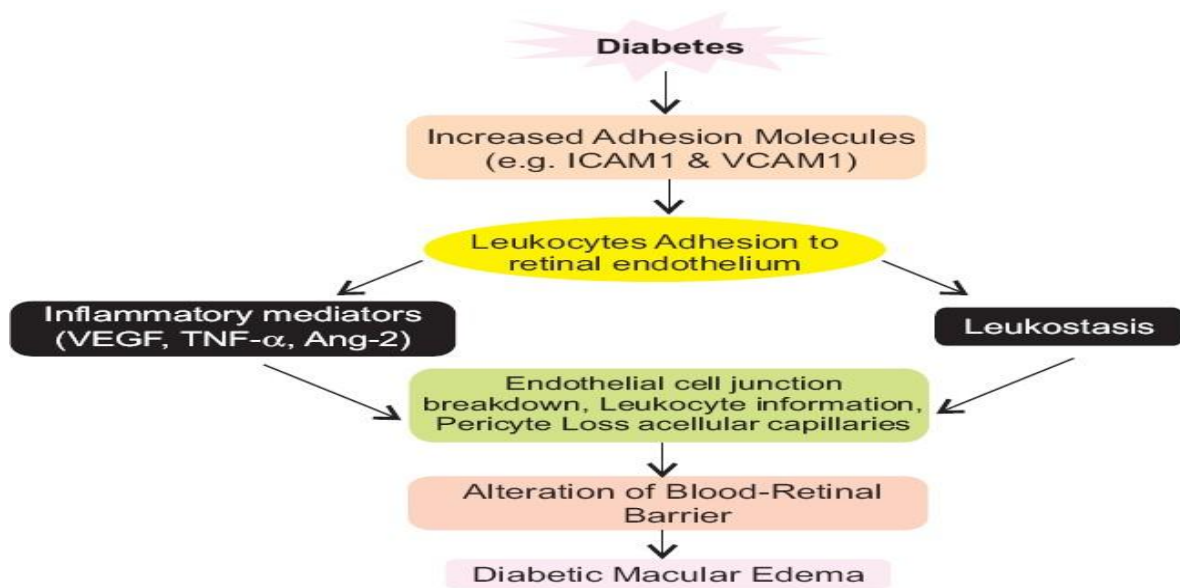 Diabetes
Increased Adhesion Molecules
(e.g. ICAM1 & VCAM1)
Leukocytes Adhesion to
retinal endothelium
Inflammatory mediators
(VEGF, TNF-α, Ang-2)
Leukostasis
Endothelial cell junction
breakdown, Leukocyte information,
Pericyte Loss acellular capillaries
Alteration of Blood-Retinal
Barrier
Diabetic Macular Edema